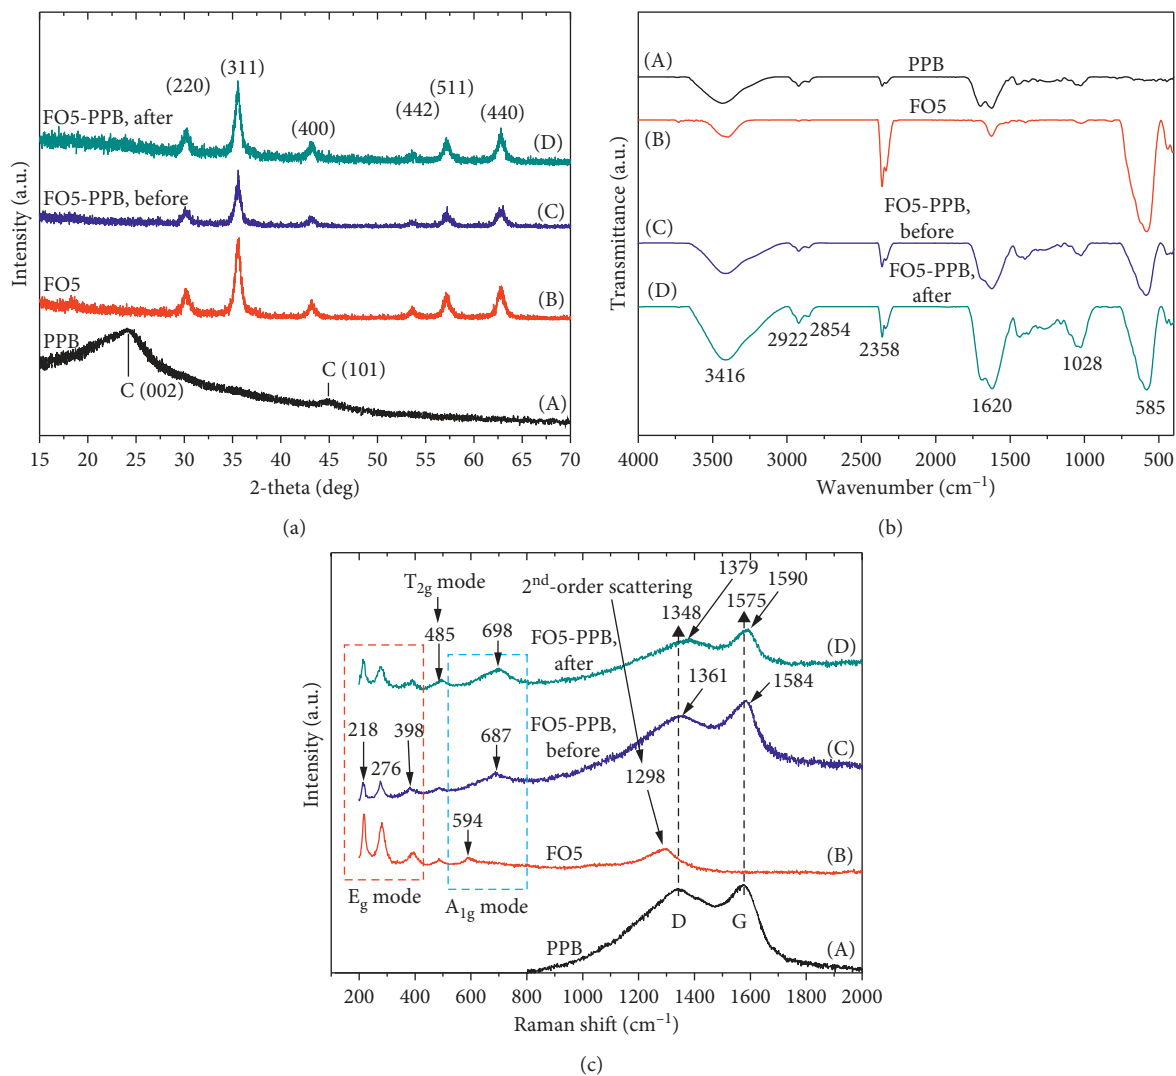 (220)
(311)
(400)
(442)
(511)
(440)
FO5-PPB, after
(D)
FO5-PPB, before
(C)
FO5
(B)
PPB
C (002)
C (101)
(A)
Intensity (a.u.)
15 20 25 30 35 40 45 50 55 60 65 70
2-theta (deg)
(a)
(A)
PPB
FO5
(B)
FO5-PPB,
before
(C)
FO5-PPB,
after
(D)
3416
2922
2854
2358
1620
1028
585
Transmittance (a.u.)
4000 3500 3000 2500 2000 1500 1000 500
Wavenumber (cm⁻¹)
(b)
T₂g mode
2ⁿᵈ-order scattering
1379
1590
1348
1575
485
698
FO5-PPB,
after
(D)
1361
1584
218
276
398
687
FO5-PPB,
before
(C)
1298
594
FO5
(B)
Eg mode
A₁g mode
D
G
PPB
(A)
Intensity (a.u.)
200 400 600 800 1000 1200 1400 1600 1800 2000
Raman shift (cm⁻¹)
(c)